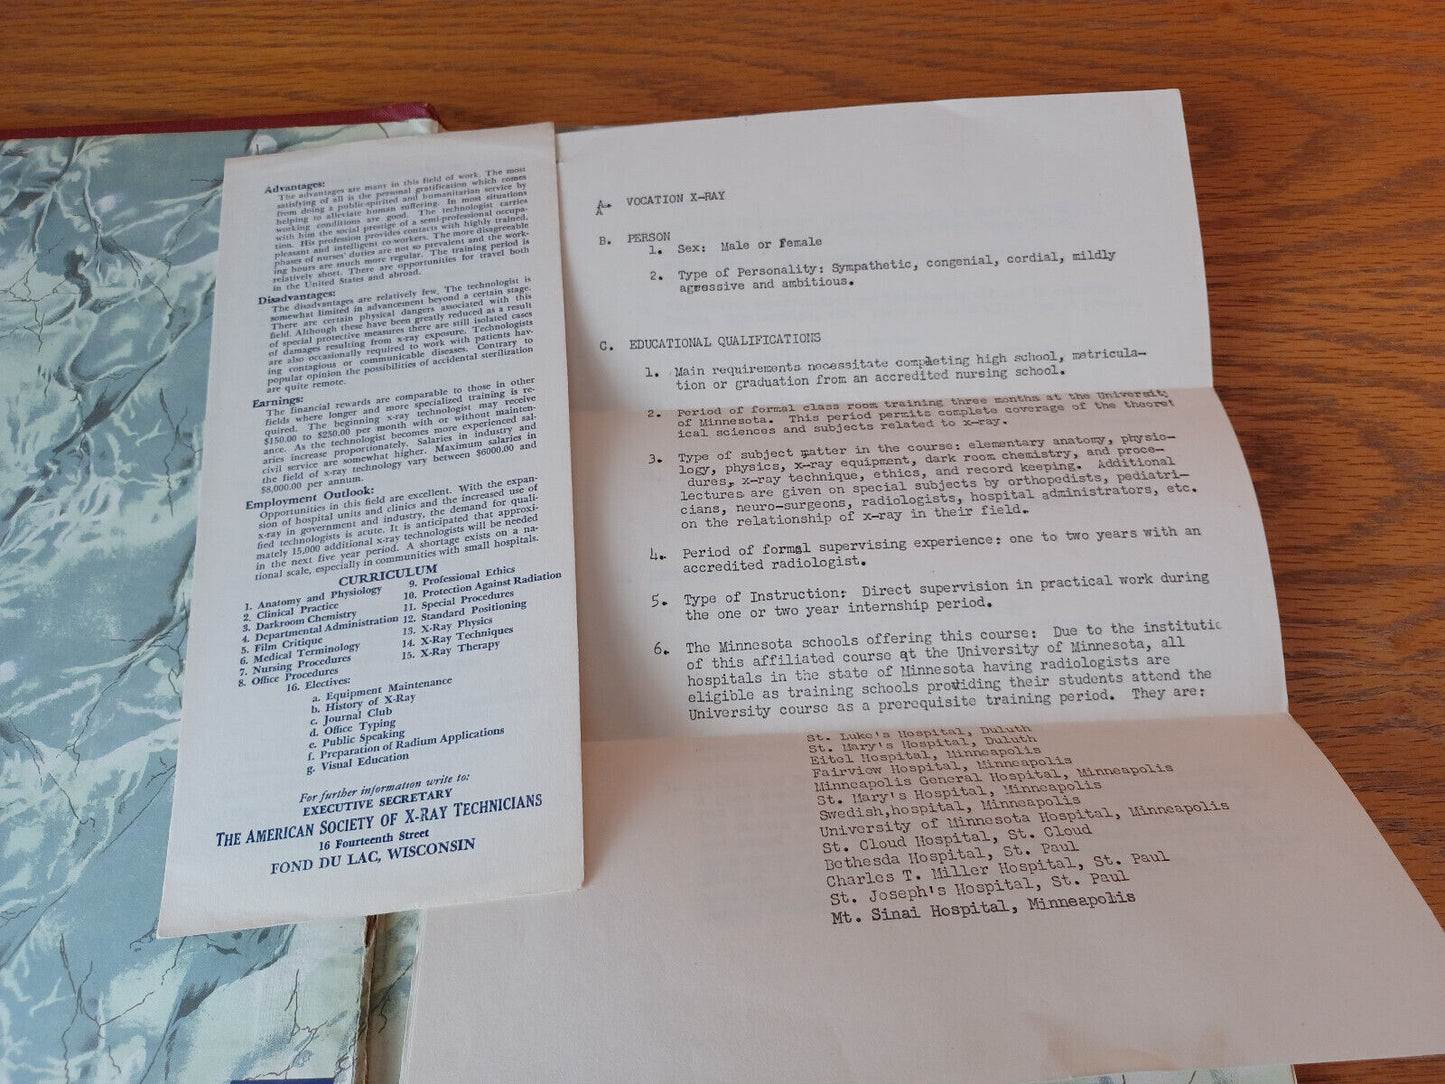 Advantages:
The advantages are many in this field of work. The most
satisfying of all is the personal gratification which comes
from doing a public-spirited and humanitarian service by
helping to alleviate human suffering. In most situations
working conditions are good. The technologist carries
with him the social prestige of a semi-professional occupa-
tion. His profession provides contacts with highly trained,
pleasant and intelligent co-workers. The more disagreeable
phases of nurses' duties are not so prevalent and the work-
ing hours are much more regular. The training period is
relatively short. There are opportunities for travel both
in the United States and abroad.
Disadvantages:
The disadvantages are relatively few. The technologist is
somewhat limited in advancement beyond a certain stage.
There are certain physical dangers associated with this
field. Although these have been greatly reduced as a result
of special protective measures there are still isolated cases
of damages resulting from x-ray exposure. Technologists
are also occasionally required to work with patients hav-
ing contagious or communicable diseases. Contrary to
popular opinion the possibilities of accidental sterilization
are quite remote.
Earnings:
The financial rewards are comparable to those in other
fields where longer and more specialized training is re-
quired. The beginning x-ray technologist may receive
$150.00 to $250.00 per month with or without mainten-
ance. As the technologist becomes more experienced sal-
aries increase proportionately. Salaries in industry and
civil service are somewhat higher. Maximum salaries in
the field of x-ray technology vary between $6000.00 and
$8,000.00 per annum.
Employment Outlook:
Opportunities in this field are excellent. With the expan-
sion of hospital units and clinics and the increased use of
x-ray in government and industry, the demand for quali-
fied technologists is acute. It is anticipated that approxi-
mately 15,000 additional x-ray technologists will be needed
in the next five year period. A shortage exists on a na-
tional scale, especially in communities with small hospitals.
CURRICULUM
1. Anatomy and Physiology
2. Clinical Practice
3. Darkroom Chemistry
4. Departmental Administration
5. Film Critique
6. Medical Terminology
7. Nursing Procedures
8. Office Procedures
9. Professional Ethics
10. Protection Against Radiation
11. Special Procedures
12. Standard Positioning
13. X-Ray Physics
14. X-Ray Techniques
15. X-Ray Therapy
16. Electives:
a. Equipment Maintenance
b. History of X-Ray
c. Journal Club
d. Office Typing
e. Public Speaking
f. Preparation of Radium Applications
g. Visual Education
For further information write to:
EXECUTIVE SECRETARY
THE AMERICAN SOCIETY OF X-RAY TECHNICIANS
16 Fourteenth Street
FOND DU LAC, WISCONSIN
A. VOCATION X-RAY
B. PERSON
1. Sex: Male or Female
2. Type of Personality: Sympathetic, congenial, cordial, mildly
agressive and ambitious.
C. EDUCATIONAL QUALIFICATIONS
1. Main requirements necessitate completing high school, matricula-
tion or graduation from an accredited nursing school.
2. Period of formal class room training three months at the University
of Minnesota. This period permits complete coverage of the theoret
ical sciences and subjects related to x-ray.
3. Type of subject matter in the course: elementary anatomy, physio-
logy, physics, x-ray equipment, dark room chemistry, and proce-
dures, x-ray technique, ethics, and record keeping. Additional
lectures are given on special subjects by orthopedists, pediatri-
cians, neuro-surgeons, radiologists, hospital administrators, etc.
on the relationship of x-ray in their field.
4. Period of formal supervising experience: one to two years with an
accredited radiologist.
5. Type of Instruction: Direct supervision in practical work during
the one or two year internship period.
6. The Minnesota schools offering this course: Due to the institutic
of this affiliated course at the University of Minnesota, all
hospitals in the state of Minnesota having radiologists are
eligible as training schools providing their students attend the
University course as a prerequisite training period. They are:
St. Luke's Hospital, Duluth
St. Mary's Hospital, Duluth
Eitel Hospital, Minneapolis
Fairview Hospital, Minneapolis
Minneapolis General Hospital, Minneapolis
St. Mary's Hospital, Minneapolis
Swedish,hospital, Minneapolis
University of Minnesota Hospital, Minneapolis
St. Cloud Hospital, St. Cloud
Bethesda Hospital, St. Paul
Charles T. Miller Hospital, St. Paul
St. Joseph's Hospital, St. Paul
Mt. Sinai Hospital, Minneapolis